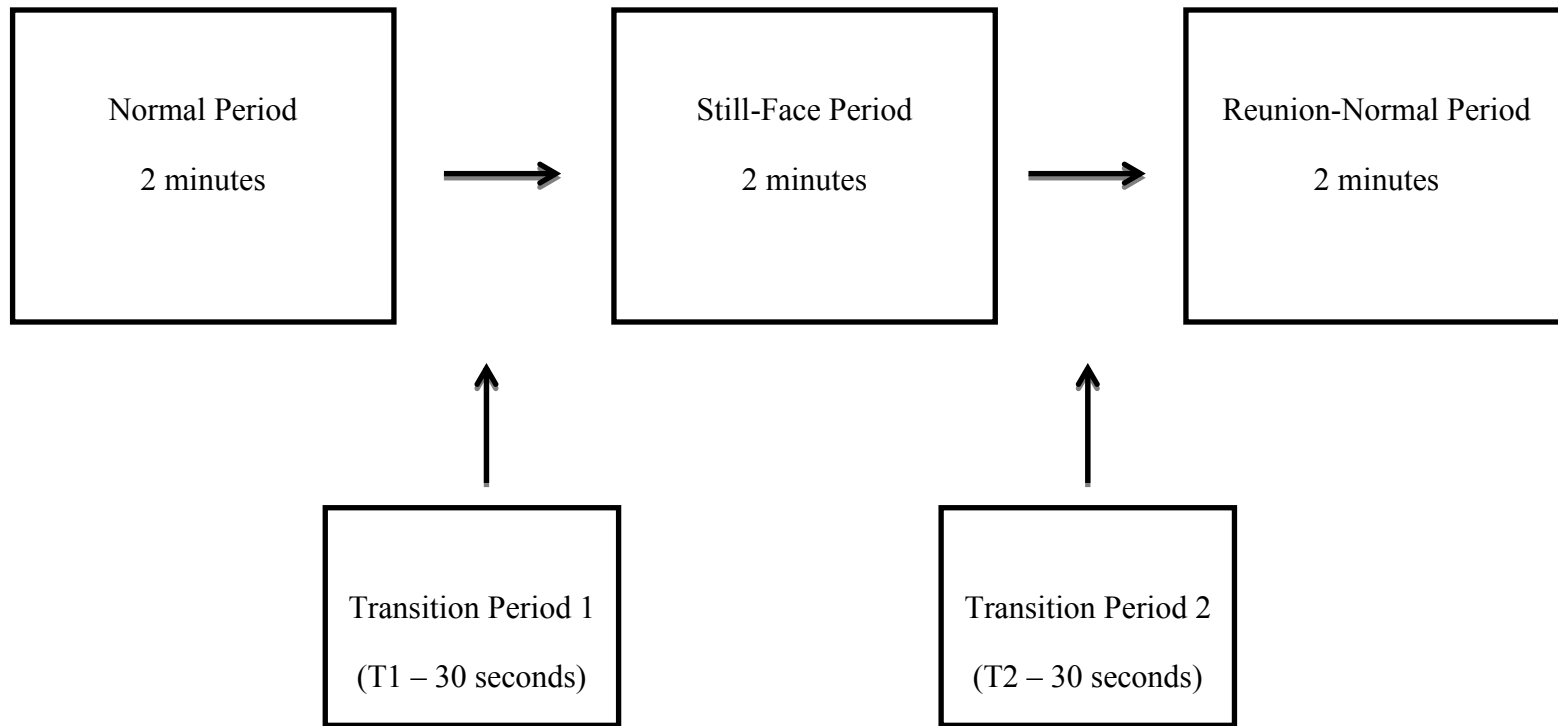 Normal Period
2 minutes
Still-Face Period
2 minutes
Reunion-Normal Period
2 minutes
Transition Period 1
(T1 – 30 seconds)
Transition Period 2
(T2 – 30 seconds)